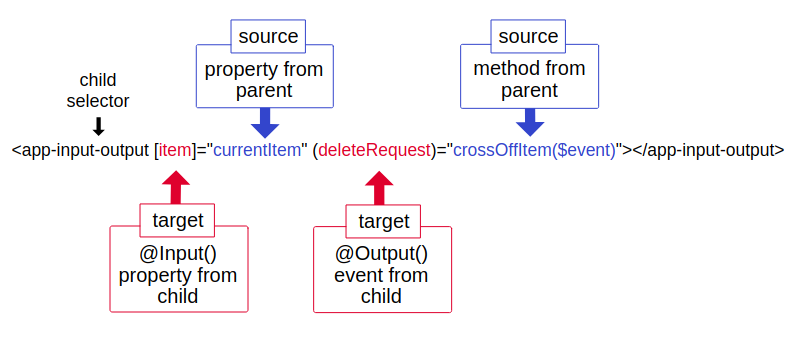 source
property from
parent
source
method from
parent
child
selector
<app-input-output [item]="currentItem" (deleteRequest)="crossOffItem($event)"></app-input-output>
target
@Input()
property from
child
target
@Output()
event from
child